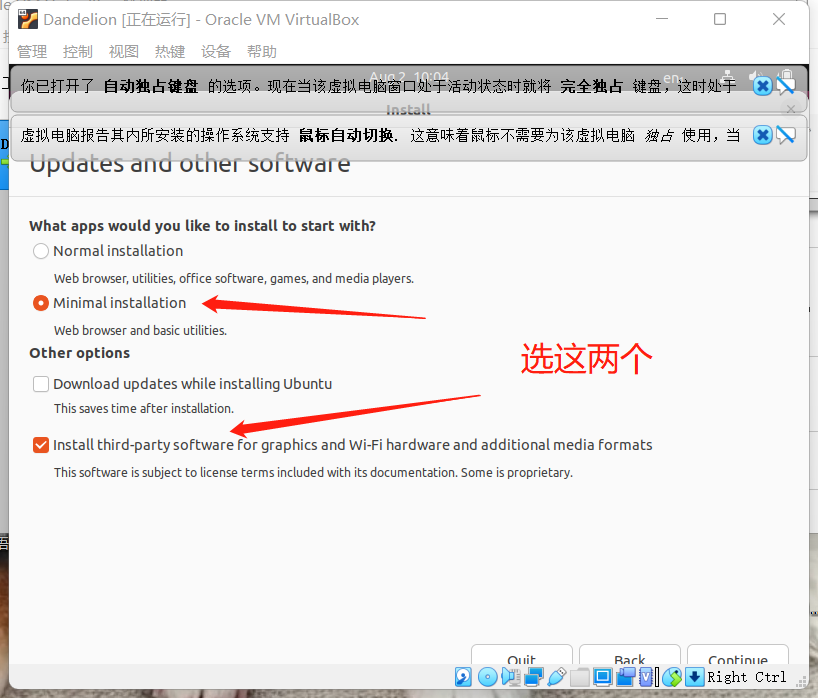 Dandelion [正在运行] - Oracle VM VirtualBox
管理 控制 视图 热键 设备 帮助
Aug 2 10:04
en
你已打开了 自动独占键盘 的选项。现在当该虚拟电脑窗口处于活动状态时就将 完全独占 键盘，这时处于
Install
虚拟电脑报告其内所安装的操作系统支持 鼠标自动切换. 这意味着鼠标不需要为该虚拟电脑 独占 使用，当
Updates and other software
What apps would you like to install to start with?
Normal installation
Web browser, utilities, office software, games, and media players.
Minimal installation
Web browser and basic utilities.
选这两个
Other options
Download updates while installing Ubuntu
This saves time after installation.
Install third-party software for graphics and Wi-Fi hardware and additional media formats
This software is subject to license terms included with its documentation. Some is proprietary.
Quit Back Continue
Right Ctrl